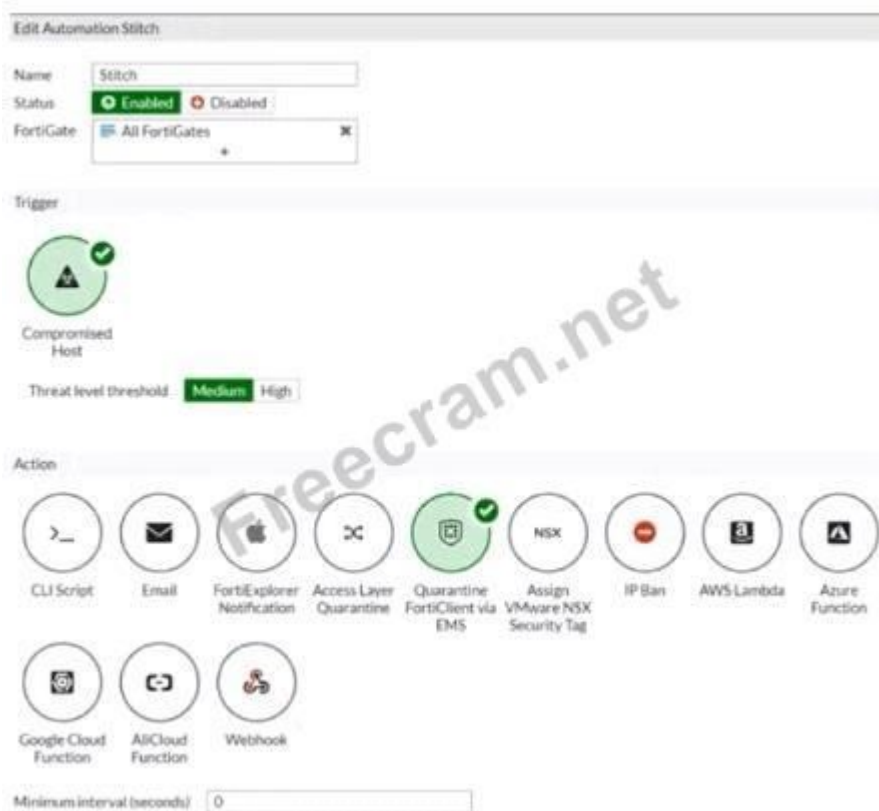 Edit Automation Stitch
Name Stitch
Status Enabled Disabled
FortiGate All FortiGates
+
Trigger
Compromised
Host
Threat level threshold Medium High
Action
>_
NSX
CLI Script
Email
FortiExplorer
Notification
Access Layer
Quarantine
Quarantine
FortiClient via
EMS
Assign
VMware NSX
Security Tag
IP Ban
AWS Lambda
Azure
Function
Google Cloud
Function
AliCloud
Function
Webhook
Minimum interval (seconds) 0
Freecram.net